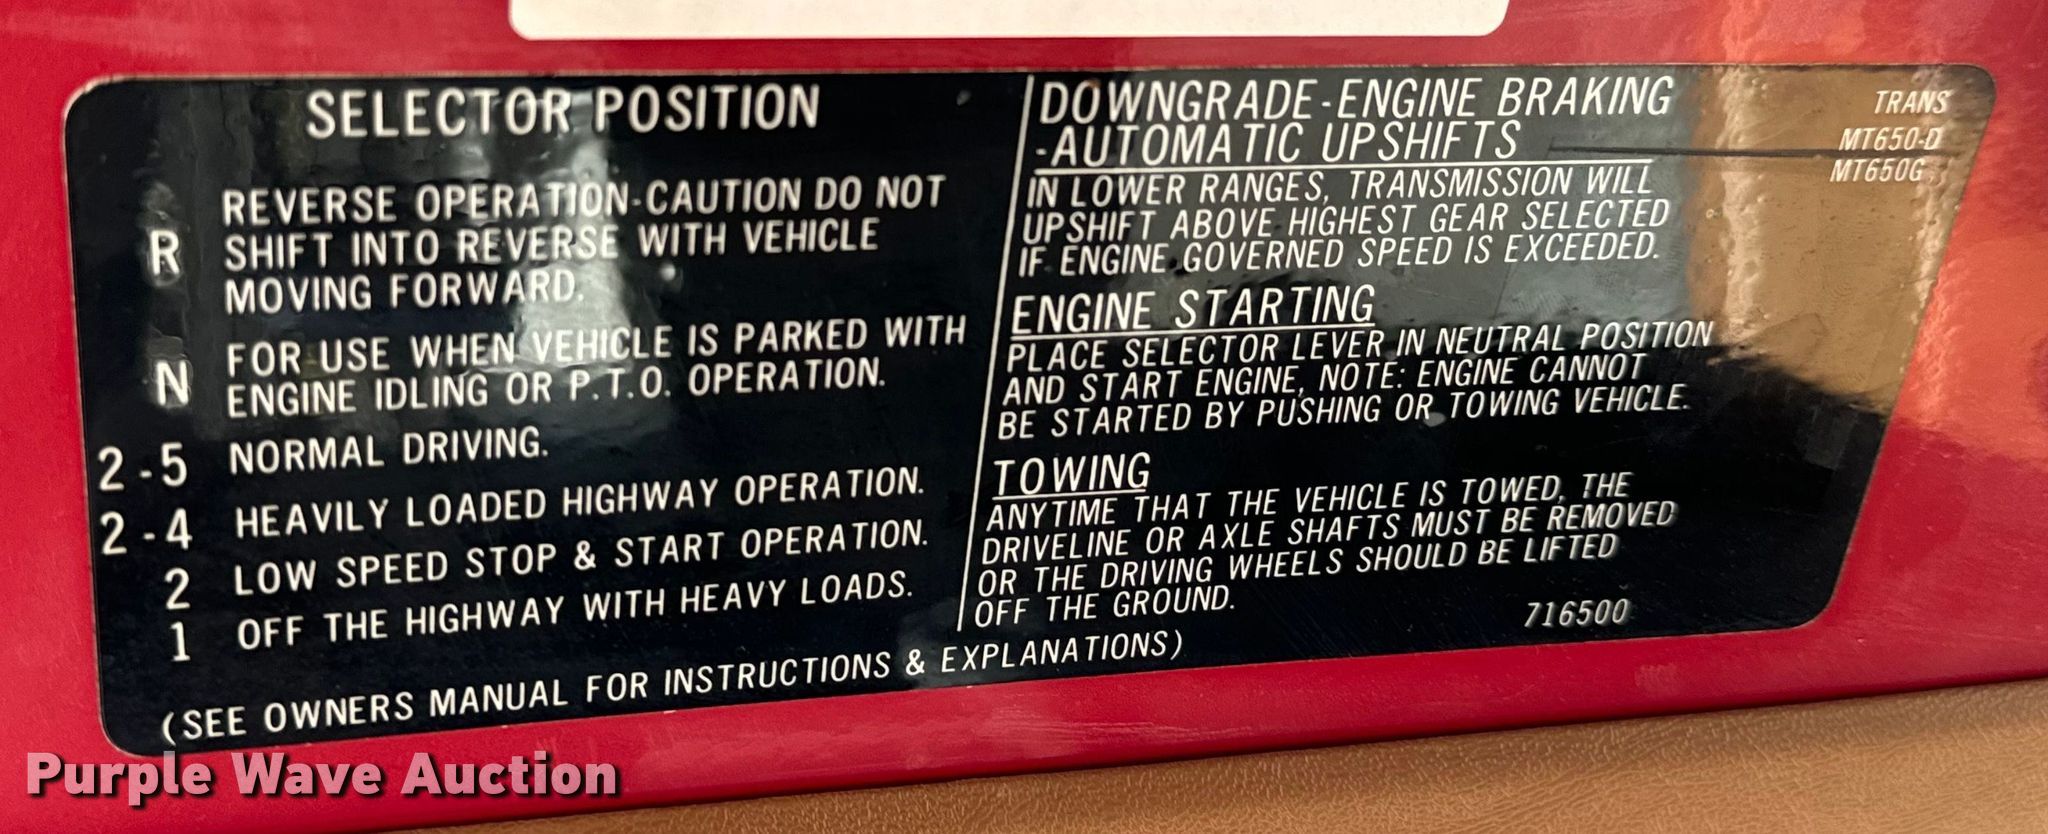 SELECTOR POSITION
R
REVERSE OPERATION-CAUTION DO NOT
SHIFT INTO REVERSE WITH VEHICLE
MOVING FORWARD.
N
FOR USE WHEN VEHICLE IS PARKED WITH
ENGINE IDLING OR P.T.O. OPERATION.
2-5 NORMAL DRIVING.
2-4 HEAVILY LOADED HIGHWAY OPERATION.
2 LOW SPEED STOP & START OPERATION.
1 OFF THE HIGHWAY WITH HEAVY LOADS.
(SEE OWNERS MANUAL FOR INSTRUCTIONS & EXPLANATIONS)
DOWNGRADE-ENGINE BRAKING
-AUTOMATIC UPSHIFTS
IN LOWER RANGES, TRANSMISSION WILL
UPSHIFT ABOVE HIGHEST GEAR SELECTED
IF ENGINE GOVERNED SPEED IS EXCEEDED.
ENGINE STARTING
PLACE SELECTOR LEVER IN NEUTRAL POSITION
AND START ENGINE, NOTE: ENGINE CANNOT
BE STARTED BY PUSHING OR TOWING VEHICLE.
TOWING
ANYTIME THAT THE VEHICLE IS TOWED, THE
DRIVELINE OR AXLE SHAFTS MUST BE REMOVED
OR THE DRIVING WHEELS SHOULD BE LIFTED
OFF THE GROUND.
716500
TRANS
MT650-D
MT650G
Purple Wave Auction